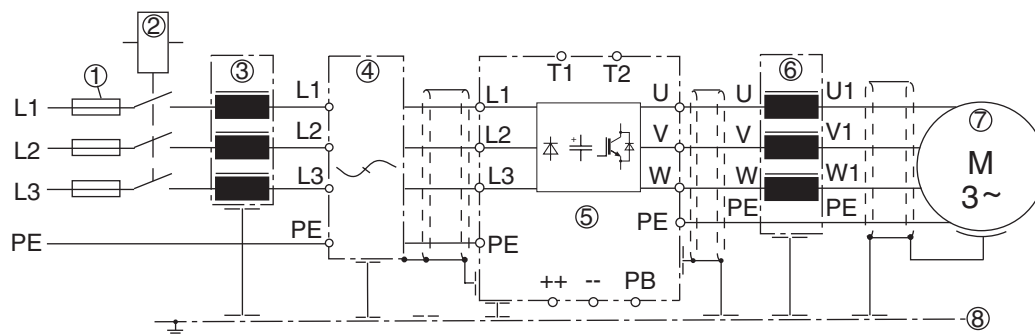 ②
① ③ ④ T1 T2 ⑥
L1 L1 L1 U U U1 ⑦
L2 L2 L2 V V V1 M
L3 L3 L3 W W W1 3~
⑤
PE PE PE PE PE PE
++ -- PB
⑧